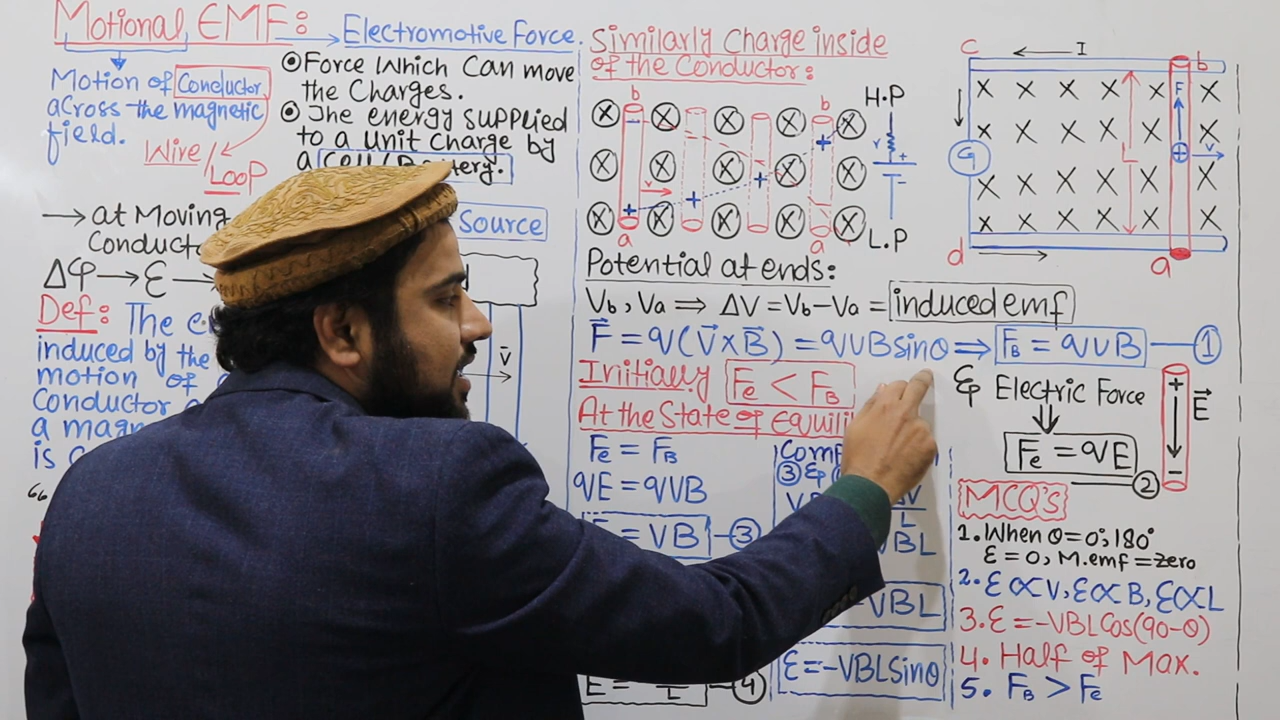 Motional EMF:
Electromotive Force.
Motion of Conductor
across the magnetic
field.
Wire/
LooP
Force Which Can move
the Charges.
The energy supplied
to a Unit Charge by
a Cell/Battery.
→ at Moving
Source
Δφ → ε →
Def: The
induced by the
motion of
Conductor
a
is
v⃗
Similarly Charge inside
of the Conductor:
b b
H.P
v
+
-
L.P
a a
+ + + +
v
Potential at ends:
Vb, Va ⇒ ΔV = Vb-Va = induced emf
F⃗ = q(V⃗×B⃗) = qVBsinθ ⇒ FB = qVB — 1
Initially Fe < FB
At the State of
Fe = FB
qE = qVB
= VB — 3
3 &
L
VBL
VBL
ε = -VBLSinθ
L — 4
& Electric Force
Fe = qE
2
+
E⃗
-
c I b
G
L
F
+
v
d a
MCQ's
1. When θ=0°,180°
ε = 0, M.emf = zero
2. ε∝V, ε∝B, ε∝L
3. ε = -VBLCos(90-θ)
4. Half of Max.
5. FB > Fe